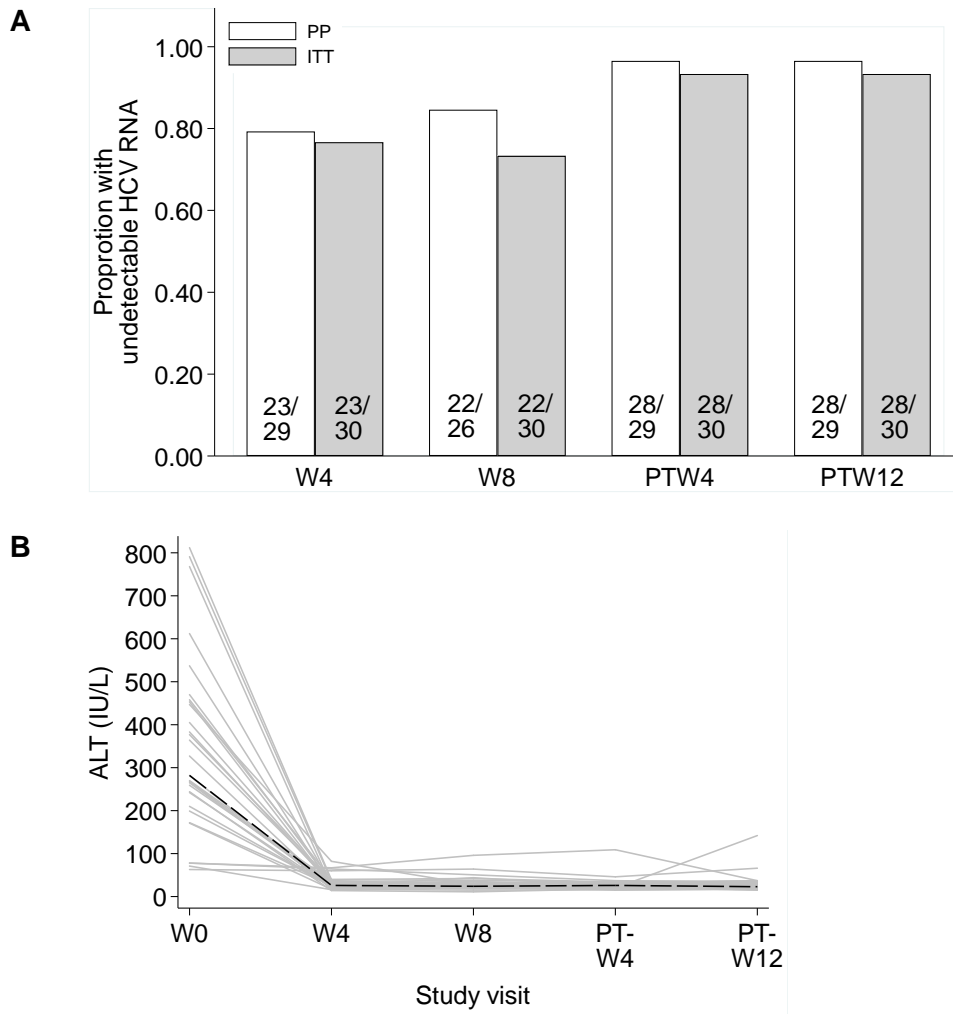 A
PP
ITT
Proprotion with
undetectable HCV RNA
1.00
0.80
0.60
0.40
0.20
0.00
23/
29
23/
30
22/
26
22/
30
28/
29
28/
30
28/
29
28/
30
W4
W8
PTW4
PTW12
B
ALT (IU/L)
800
700
600
500
400
300
200
100
0
W0
W4
W8
PT-
W4
PT-
W12
Study visit